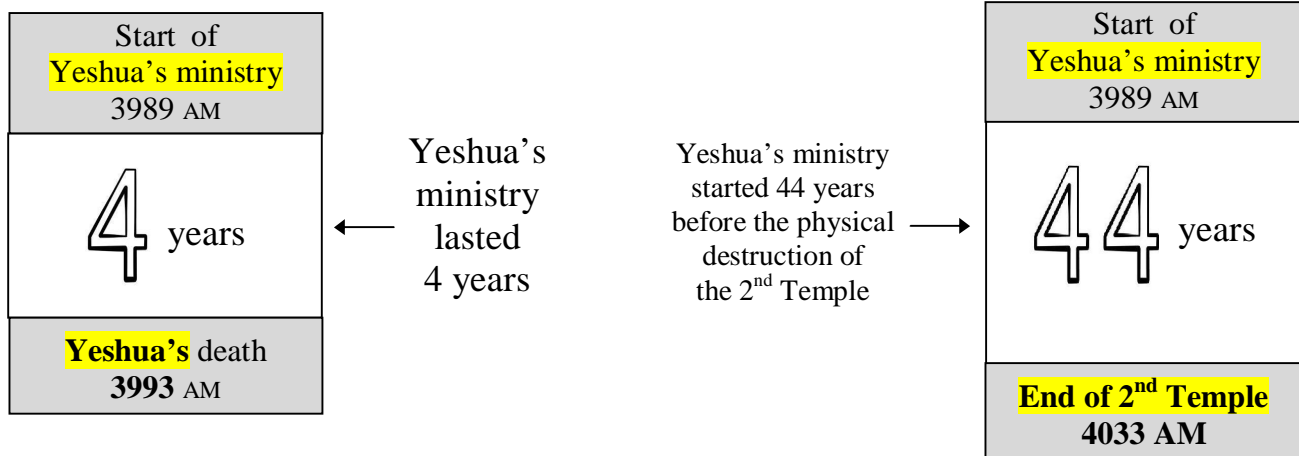 Start of
Yeshua’s ministry
3989 AM
4 years
Yeshua’s death
3993 AM
Yeshua’s
ministry
lasted
4 years
Yeshua’s ministry
started 44 years
before the physical
destruction of
the 2nd Temple
Start of
Yeshua’s ministry
3989 AM
44 years
End of 2nd Temple
4033 AM